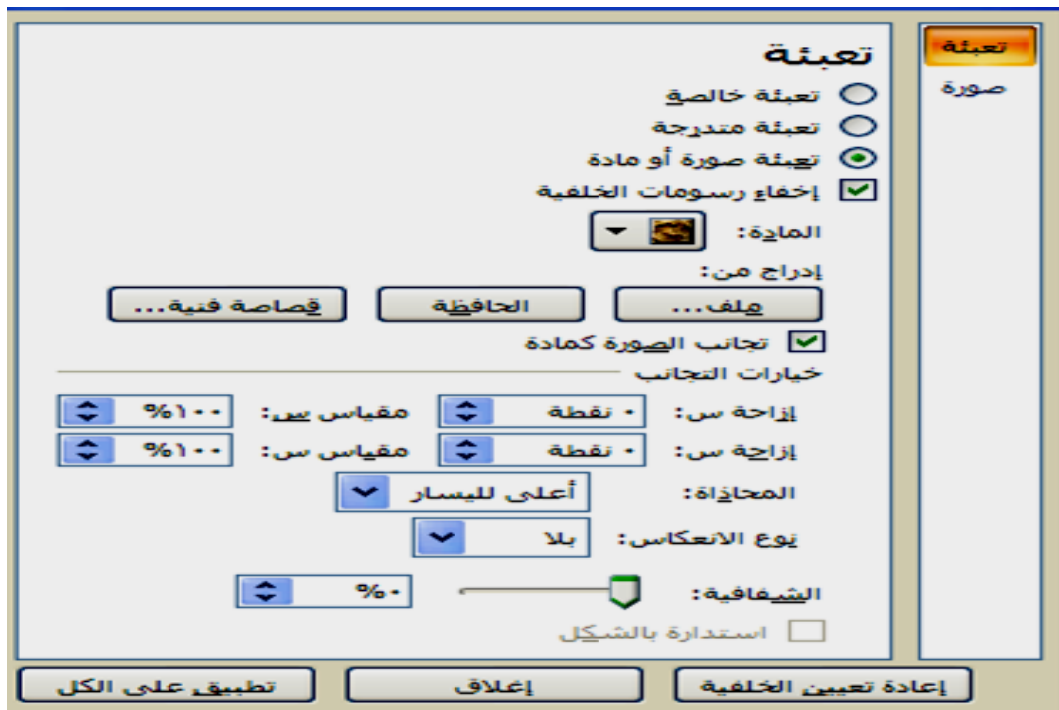 تعبئة
صورة
تعبئة
تعبئة خالصة
تعبئة متدرجة
تعبئة صورة أو مادة
إخفاء رسومات الخلفية
المادة:
إدراج من:
ملف... الحافظة قصاصة فنية...
تجانب الصورة كمادة
خيارات التجانب
إزاحة س: ٠ نقطة مقياس س: ١٠٠%
إزاحة س: ٠ نقطة مقياس س: ١٠٠%
المحاذاة: أعلى لليسار
نوع الانعكاس: بلا
الشفافية: ٠%
استدارة بالشكل
إعادة تعيين الخلفية إغلاق تطبيق على الكل